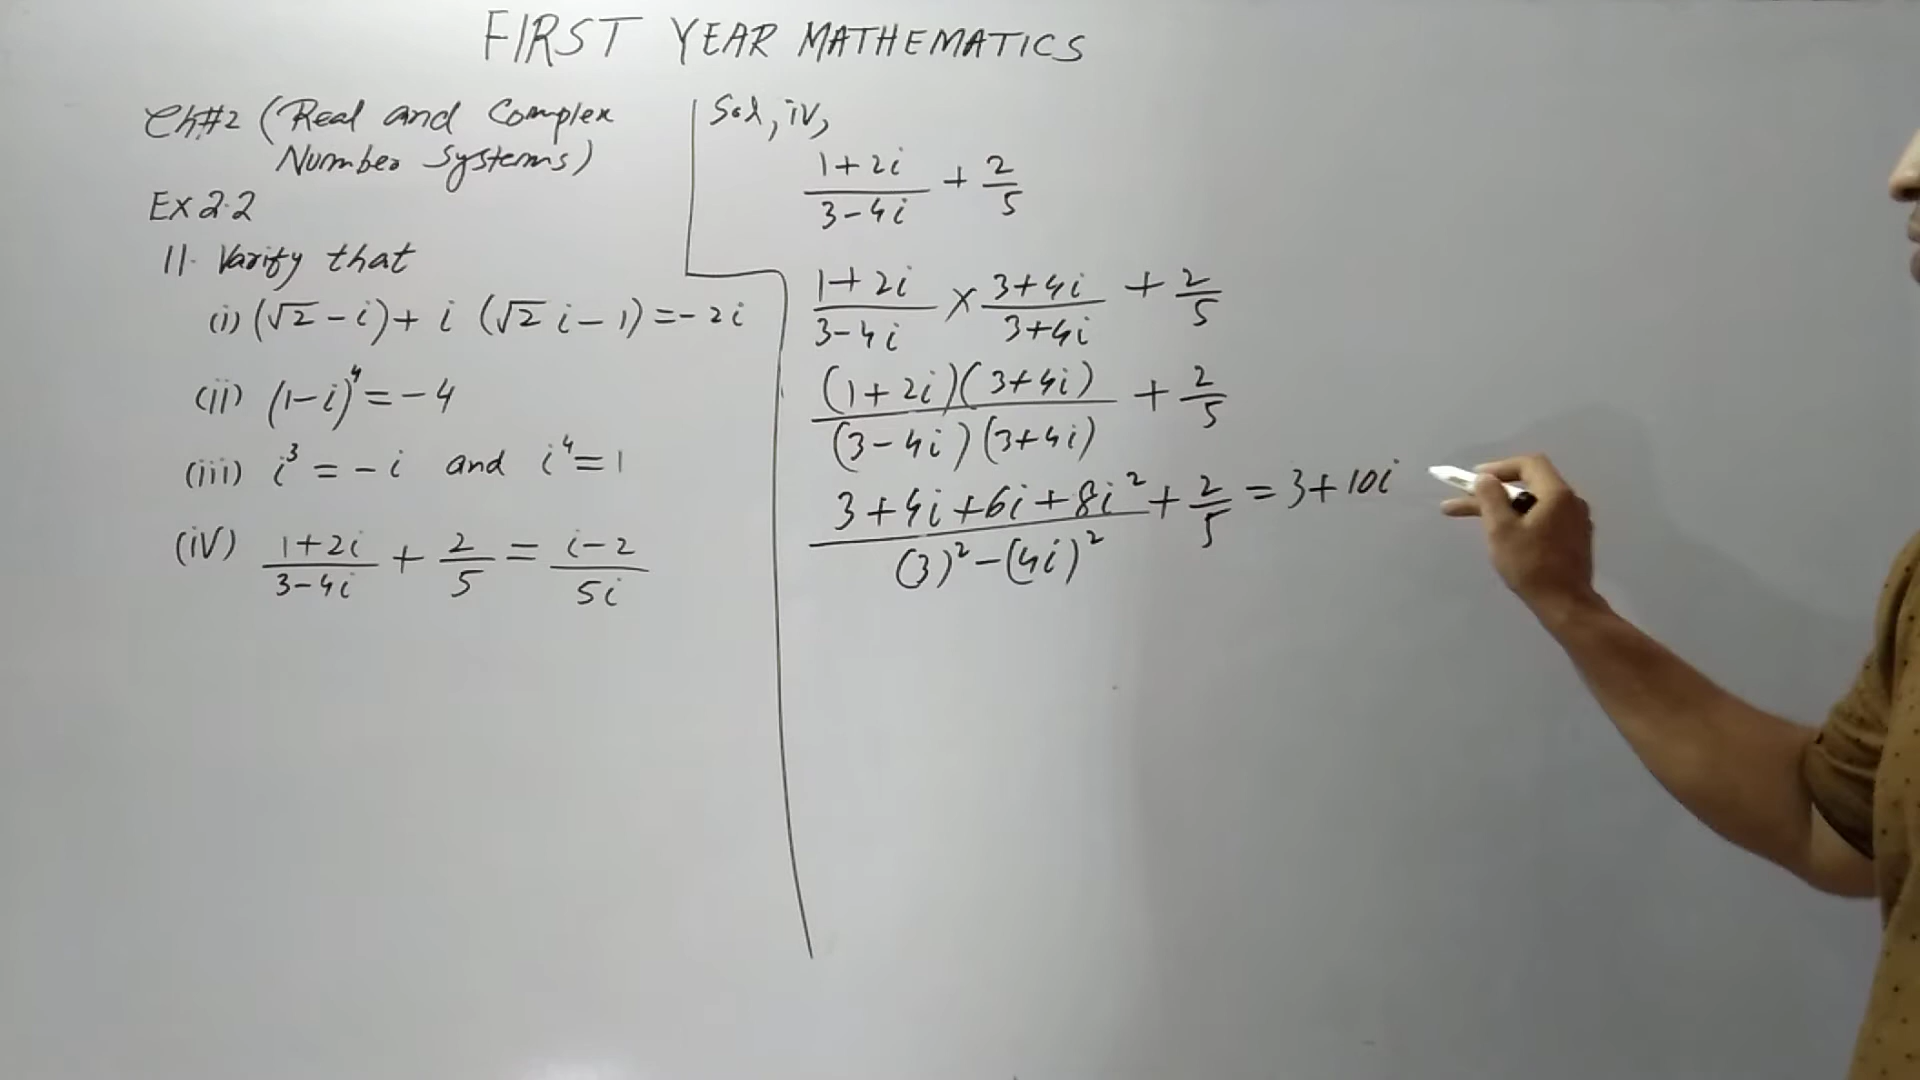 FIRST YEAR MATHEMATICS
Ch#2 (Real and Complex
Number Systems)
Ex 2.2
11. Varify that
(i) (√2 - i) + i (√2 i - 1) = -2i
(ii) (1-i)⁴ = -4
(iii) i³ = -i and i⁴ = 1
(iv) (1+2i)/(3-4i) + 2/5 = (i-2)/(5i)
Sol, iv,
(1+2i)/(3-4i) + 2/5
(1+2i)/(3-4i) × (3+4i)/(3+4i) + 2/5
(1+2i)(3+4i)/(3-4i)(3+4i) + 2/5
(3+4i+6i+8i²)/((3)²-(4i)²) + 2/5 = 3+10i